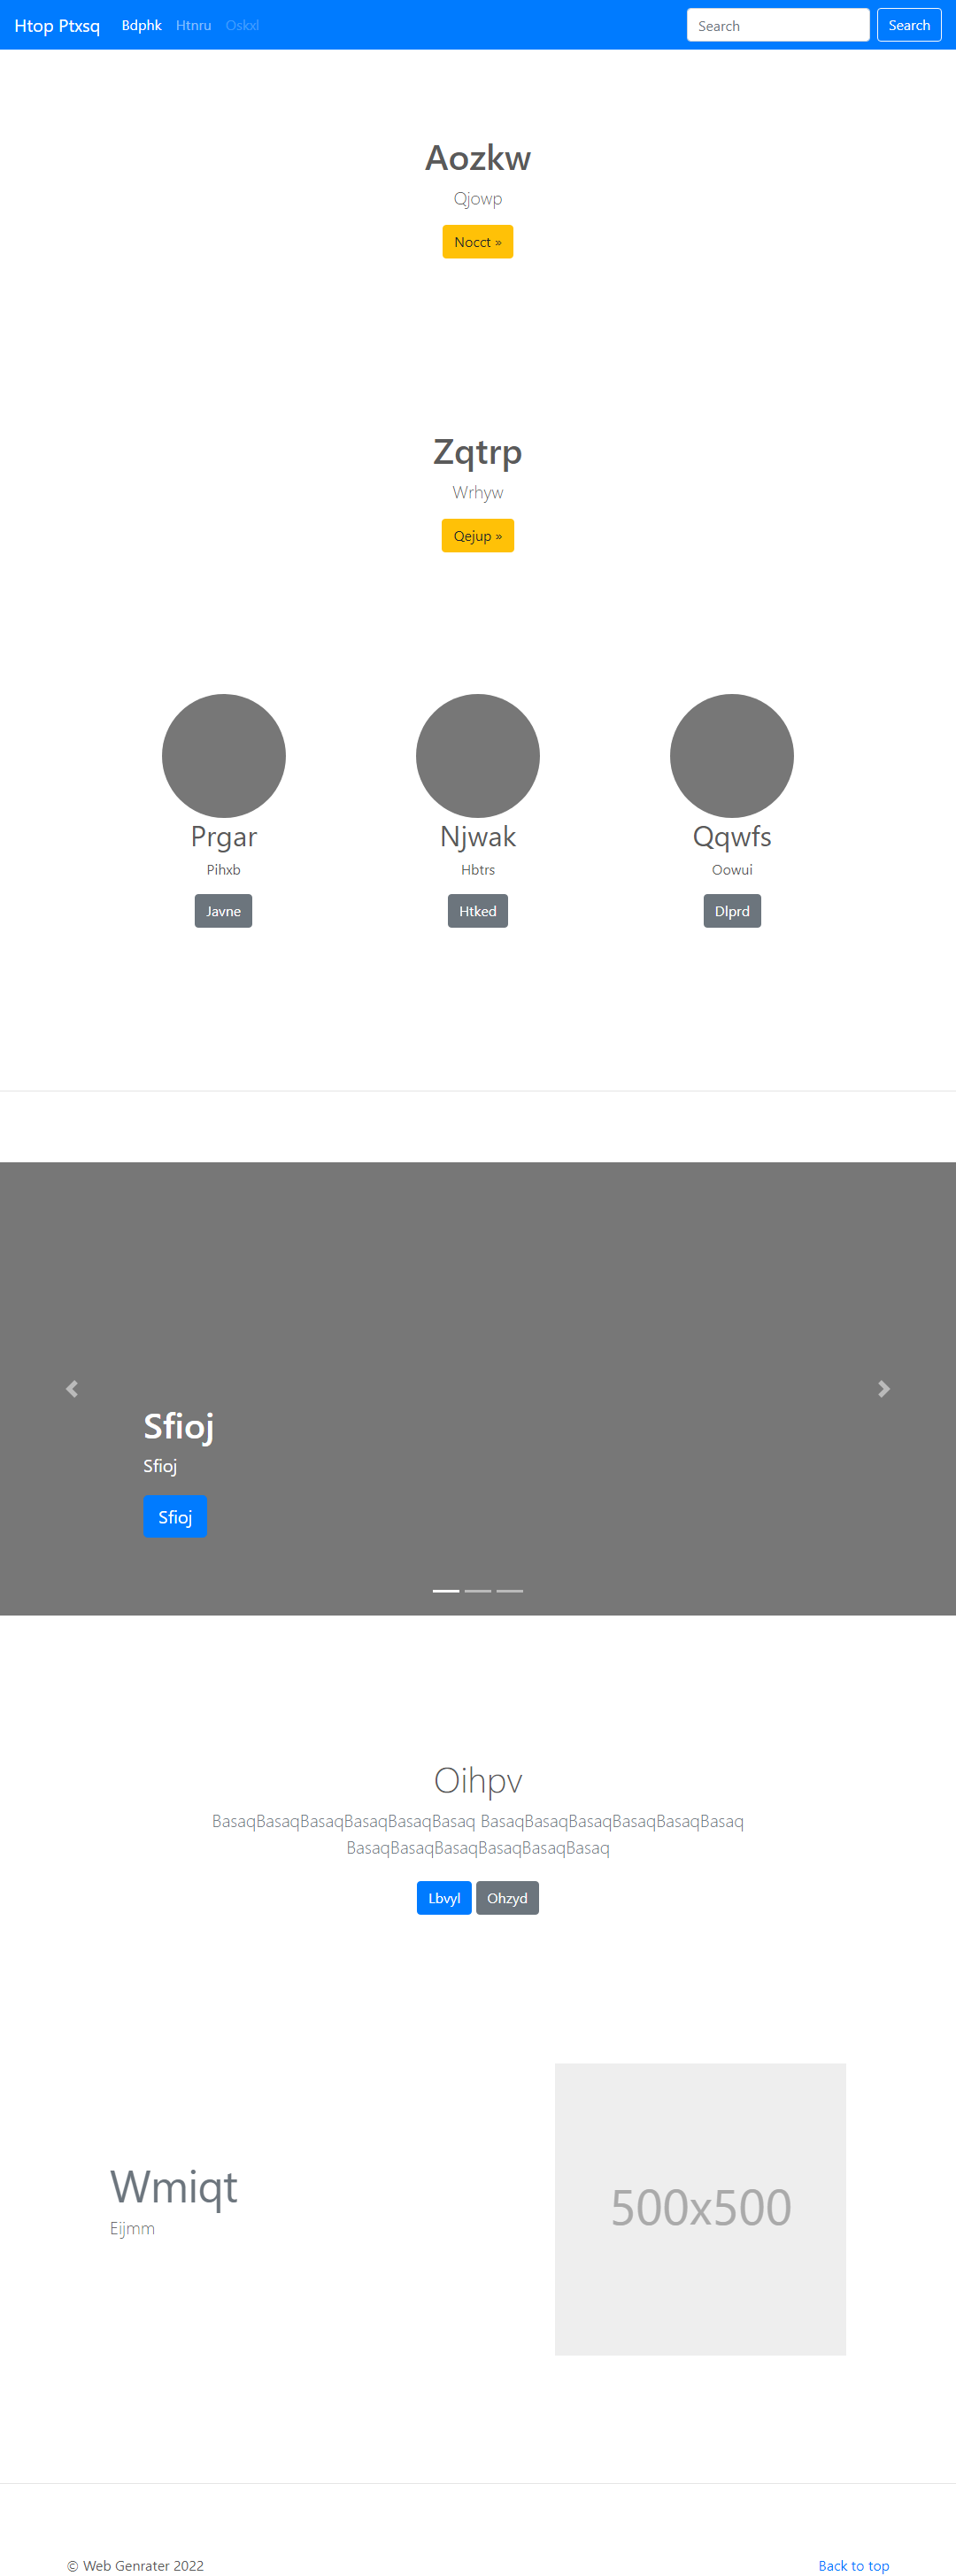 Htop Ptxsq Bdphk Htnru Oskxl Search Search
Aozkw
Qjowp
Nocct »
Zqtrp
Wrhyw
Qejup »
Prgar Njwak Qqwfs
Pihxb Hbtrs Oowui
Javne Htked Dlprd
Sfioj
Sfioj
Sfioj
Oihpv
BasaqBasaqBasaqBasaqBasaqBasaq BasaqBasaqBasaqBasaqBasaqBasaq
BasaqBasaqBasaqBasaqBasaqBasaq
Lbvyl Ohzyd
Wmiqt
Eijmm
500x500
© Web Genrater 2022 Back to top